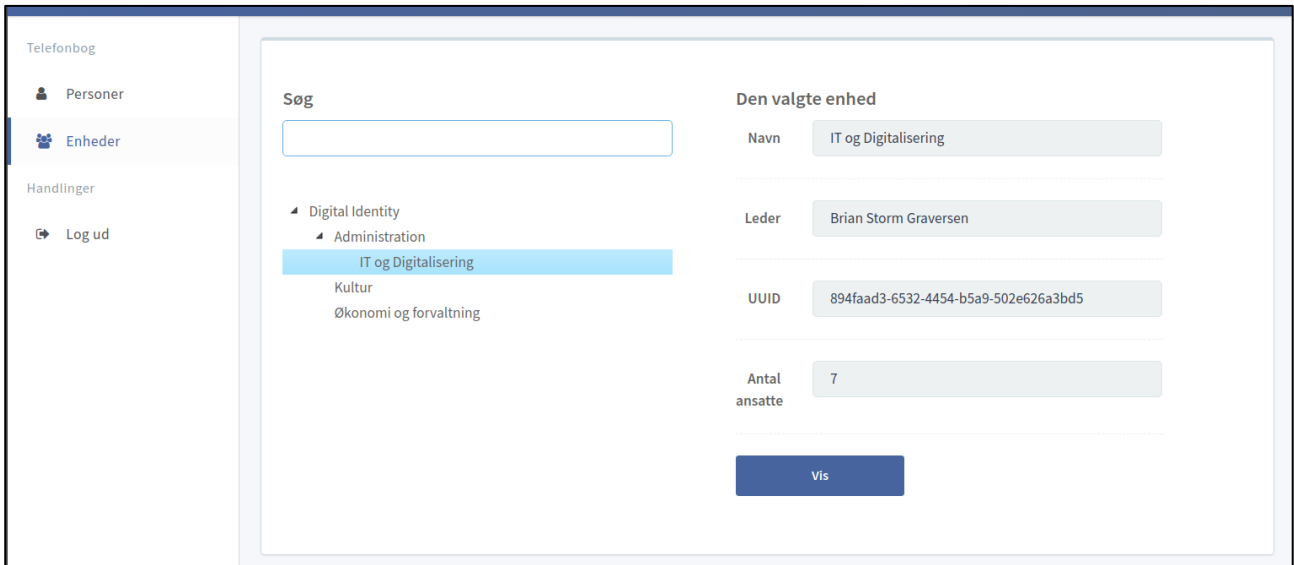 Telefonbog
Personer
Enheder
Handlinger
Log ud
Søg
Digital Identity
Administration
IT og Digitalisering
Kultur
Økonomi og forvaltning
Den valgte enhed
Navn IT og Digitalisering
Leder Brian Storm Graversen
UUID 894faad3-6532-4454-b5a9-502e626a3bd5
Antal 7
ansatte
Vis